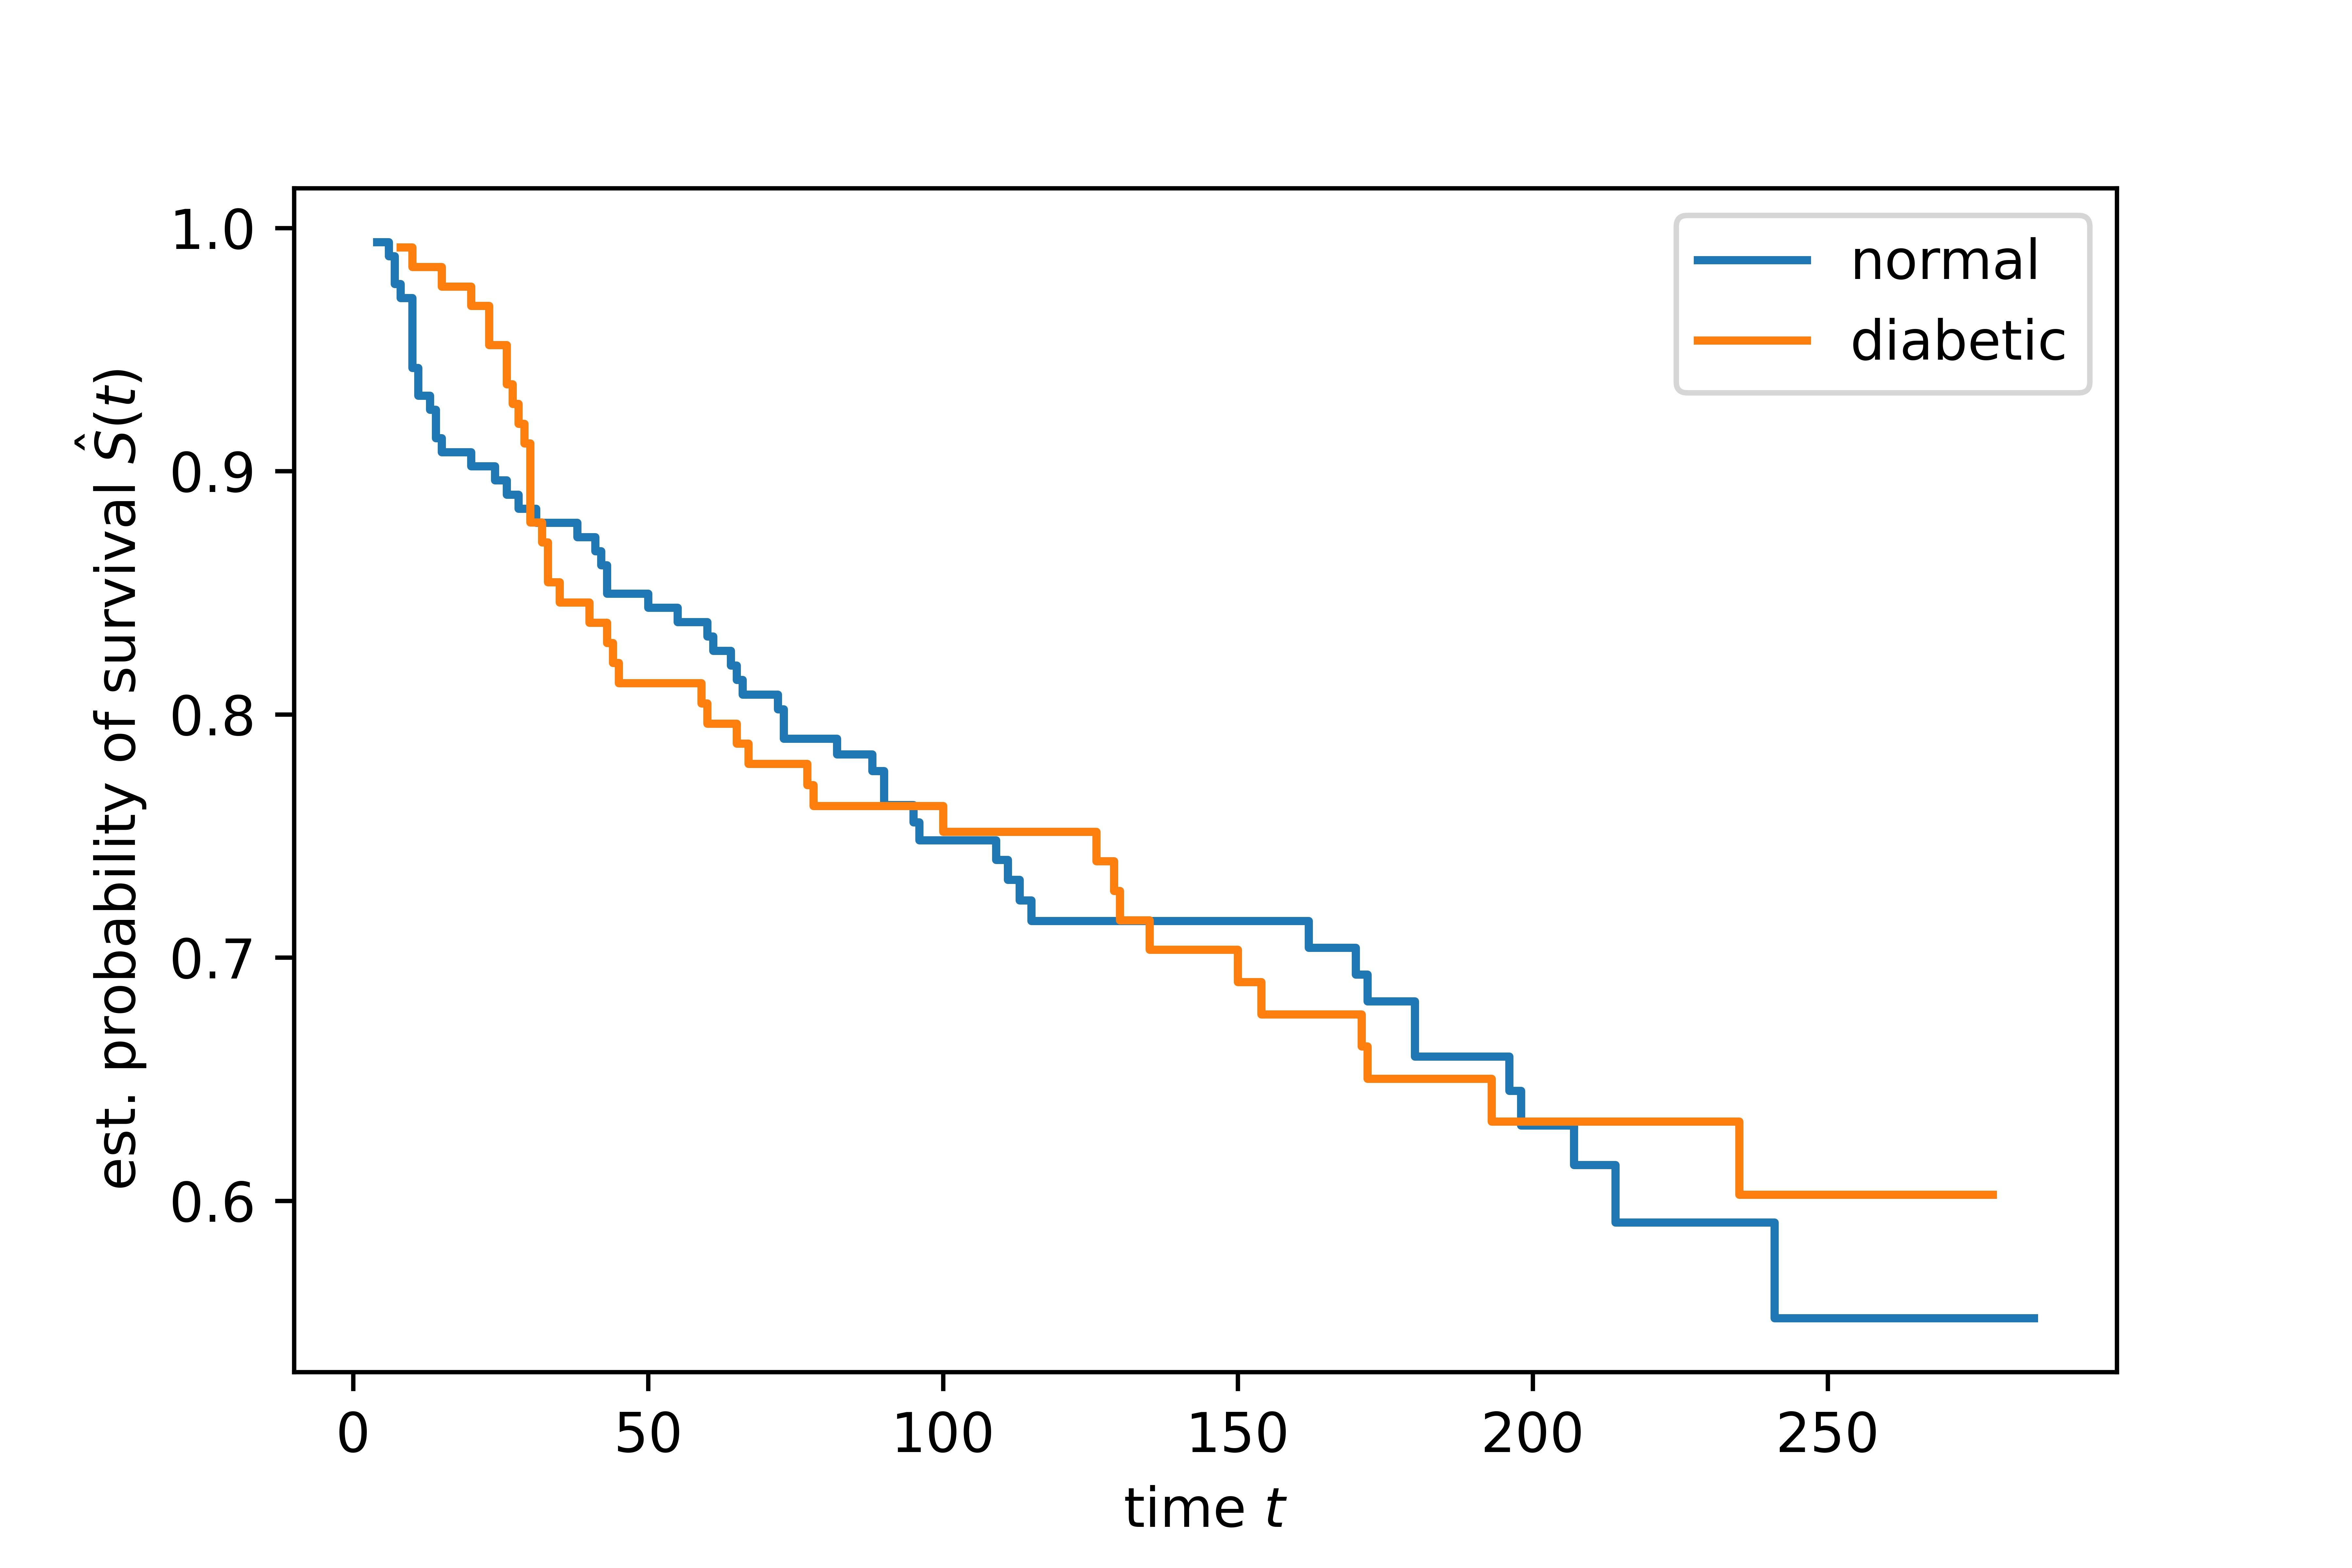 normal
diabetic
est. probability of survival Ŝ(t)
1.0
0.9
0.8
0.7
0.6
0 50 100 150 200 250
time t